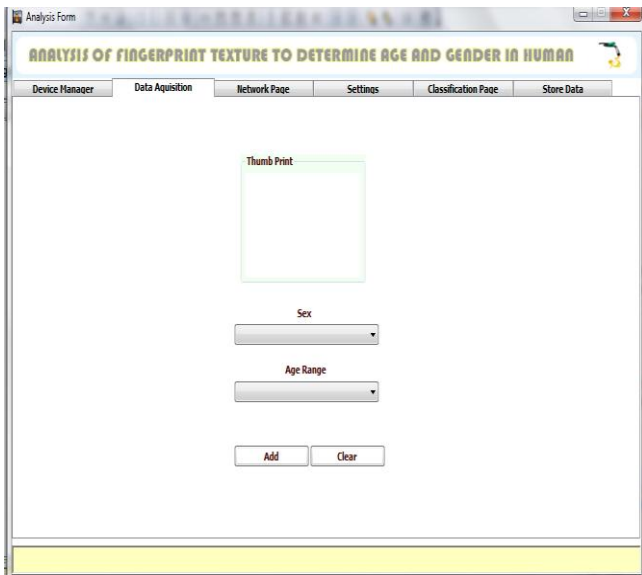 Analysis Form
ANALYSIS OF FINGERPRINT TEXTURE TO DETERMINE AGE AND GENDER IN HUMAN
Device Manager Data Aquisition Network Page Settings Classification Page Store Data
Thumb Print
Sex
Age Range
Add Clear